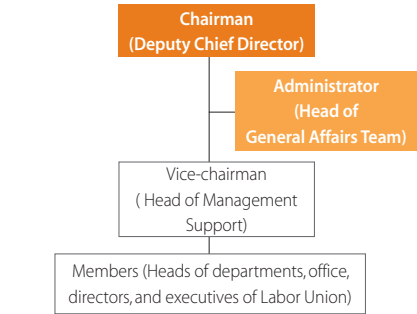 Chairman
(Deputy Chief Director)
Administrator
(Head of
General Affairs Team)
Vice-chairman
( Head of Management
Support)
Members (Heads of departments, office,
directors, and executives of Labor Union)